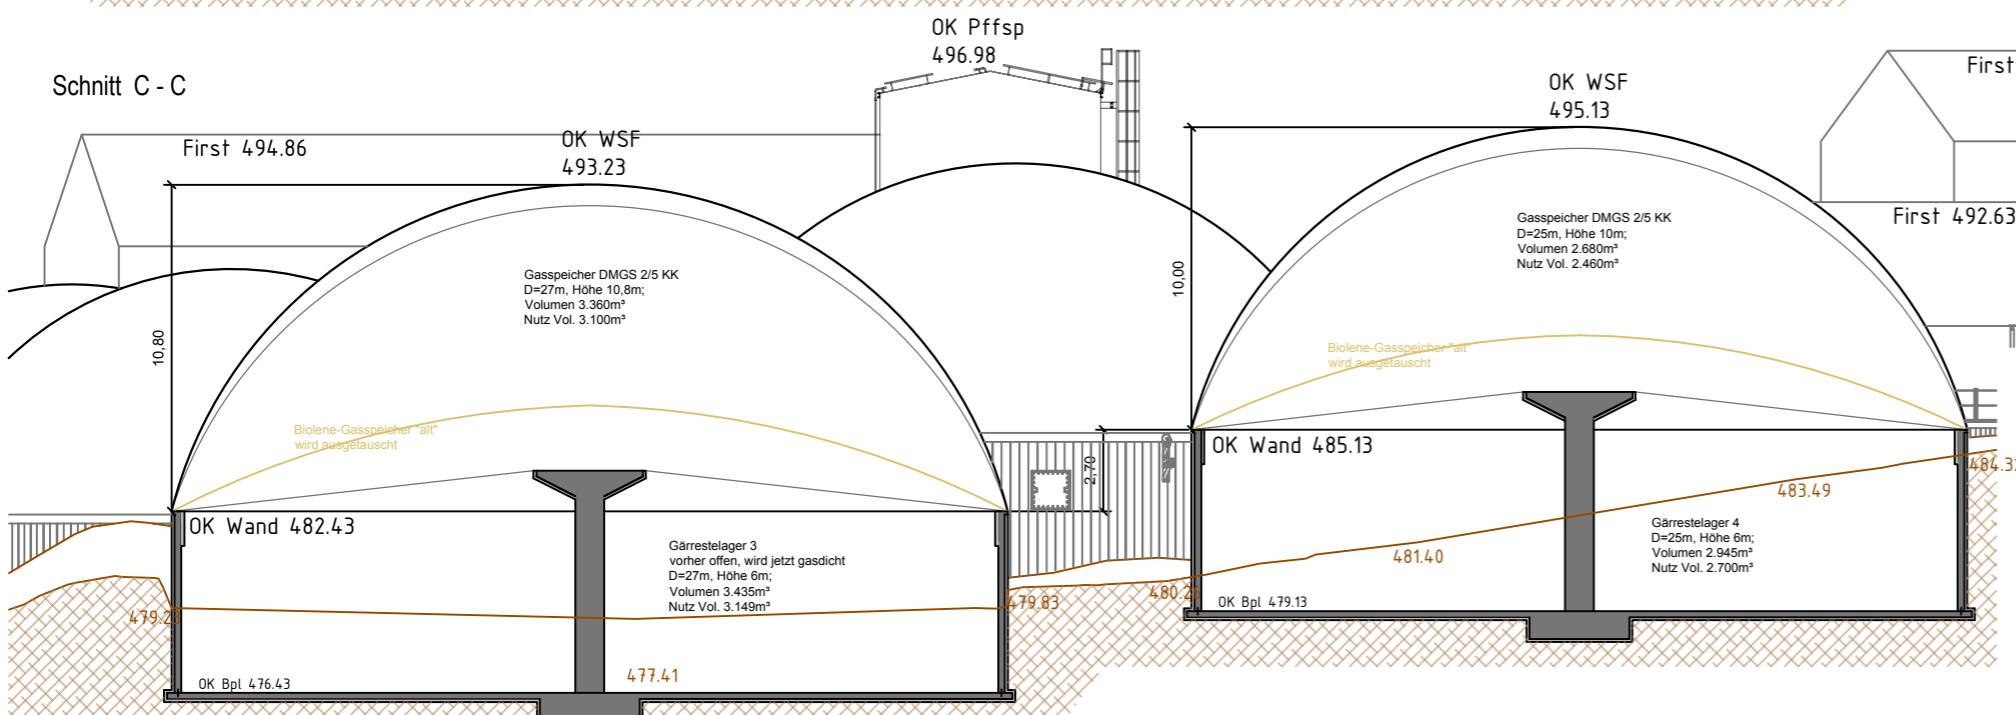 Schnitt C - C
OK Pffsp
496.98
First 494.86
OK WSF
493.23
OK WSF
495.13
First
First 492.63
Gasspeicher DMGS 2/5 KK
D=27m, Höhe 10,8m;
Volumen 3.360m³
Nutz Vol. 3.100m³
Gasspeicher DMGS 2/5 KK
D=25m, Höhe 10m;
Volumen 2.680m³
Nutz Vol. 2.460m³
10,80
10,00
Biolene-Gasspeicher "alt"
wird ausgetauscht
Biolene-Gasspeicher "alt"
wird ausgetauscht
2,70
OK Wand 482.43
OK Wand 485.13
Gärrestelager 3
vorher offen, wird jetzt gasdicht
D=27m, Höhe 6m;
Volumen 3.435m³
Nutz Vol. 3.149m³
Gärrestelager 4
D=25m, Höhe 6m;
Volumen 2.945m³
Nutz Vol. 2.700m³
483.49
481.40
479.83
477.41
OK Bpl 476.43
OK Bpl 479.13